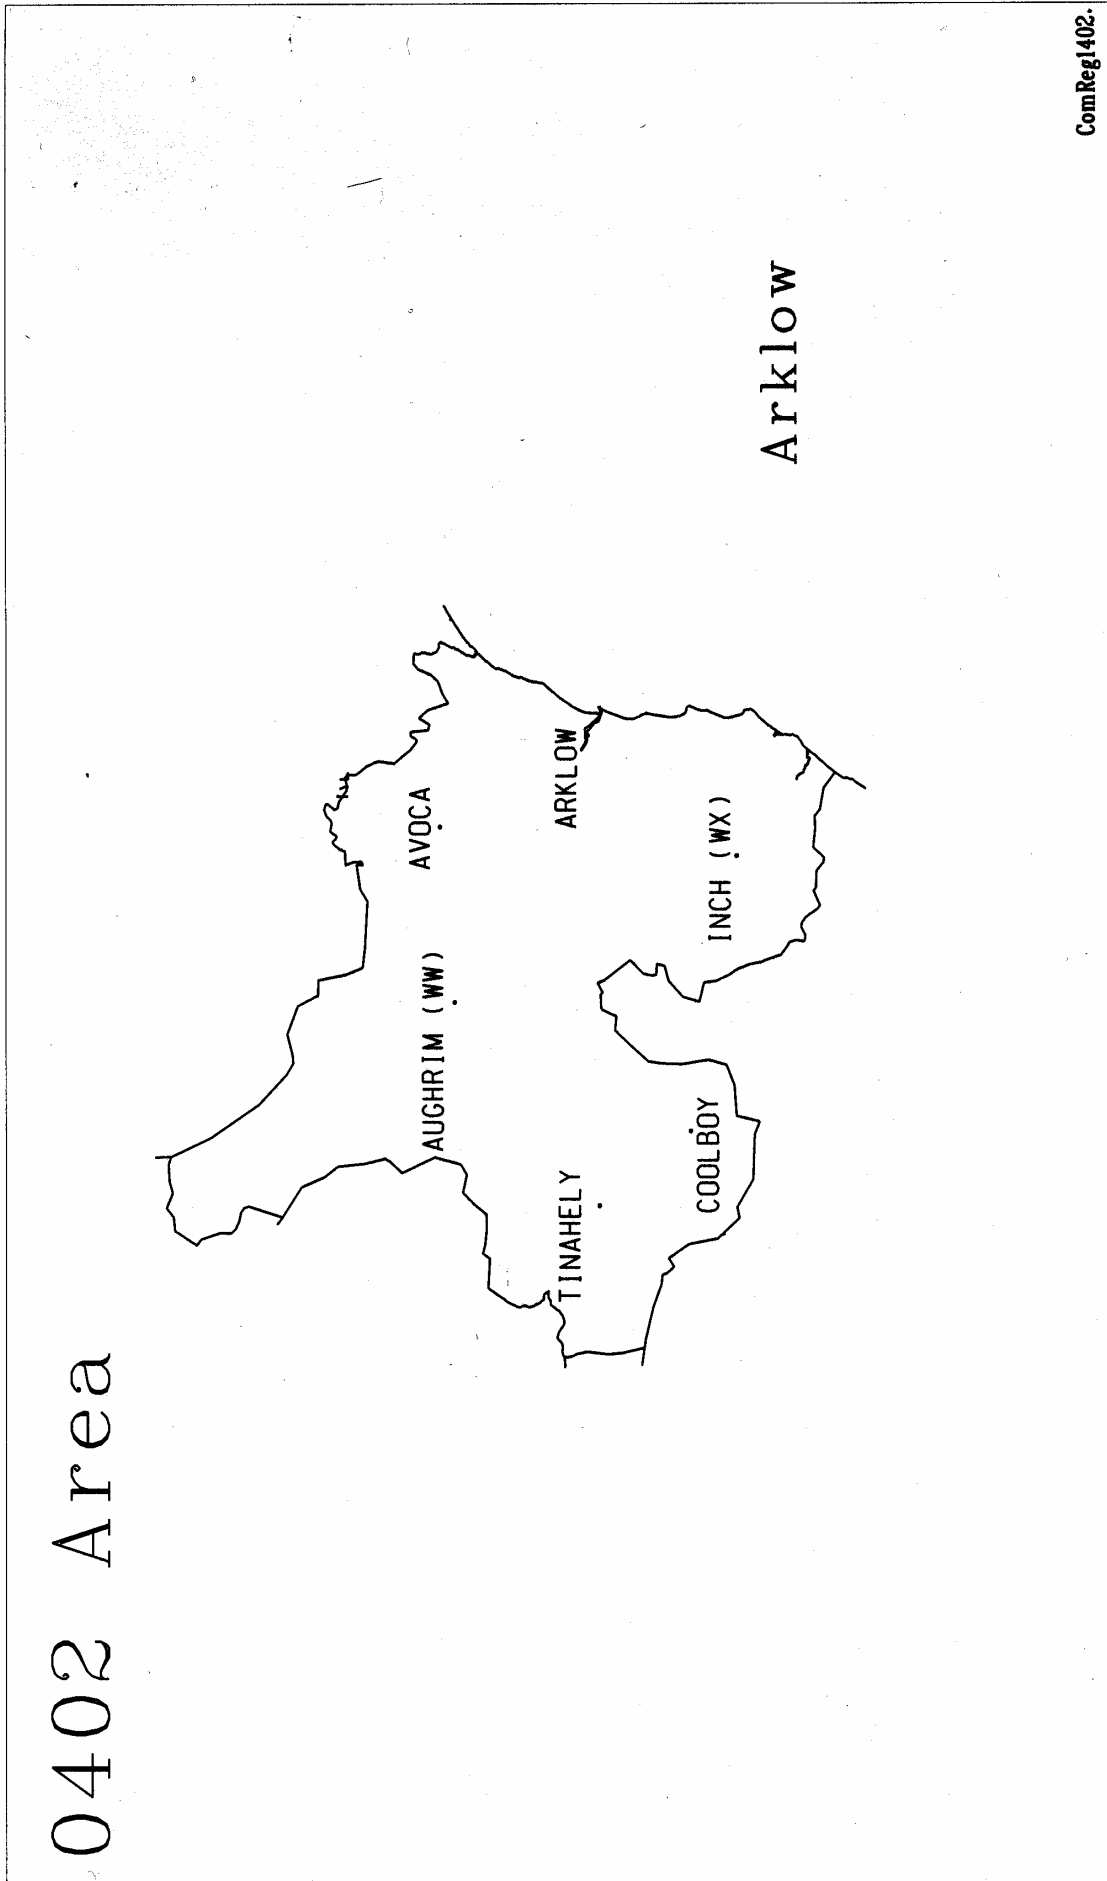 0402 Area
AUGHRIM (WW)
AVOCA
TINAHELY
ARKLOW
COOLBOY
INCH (WX)
Arklow
ComReg1402.